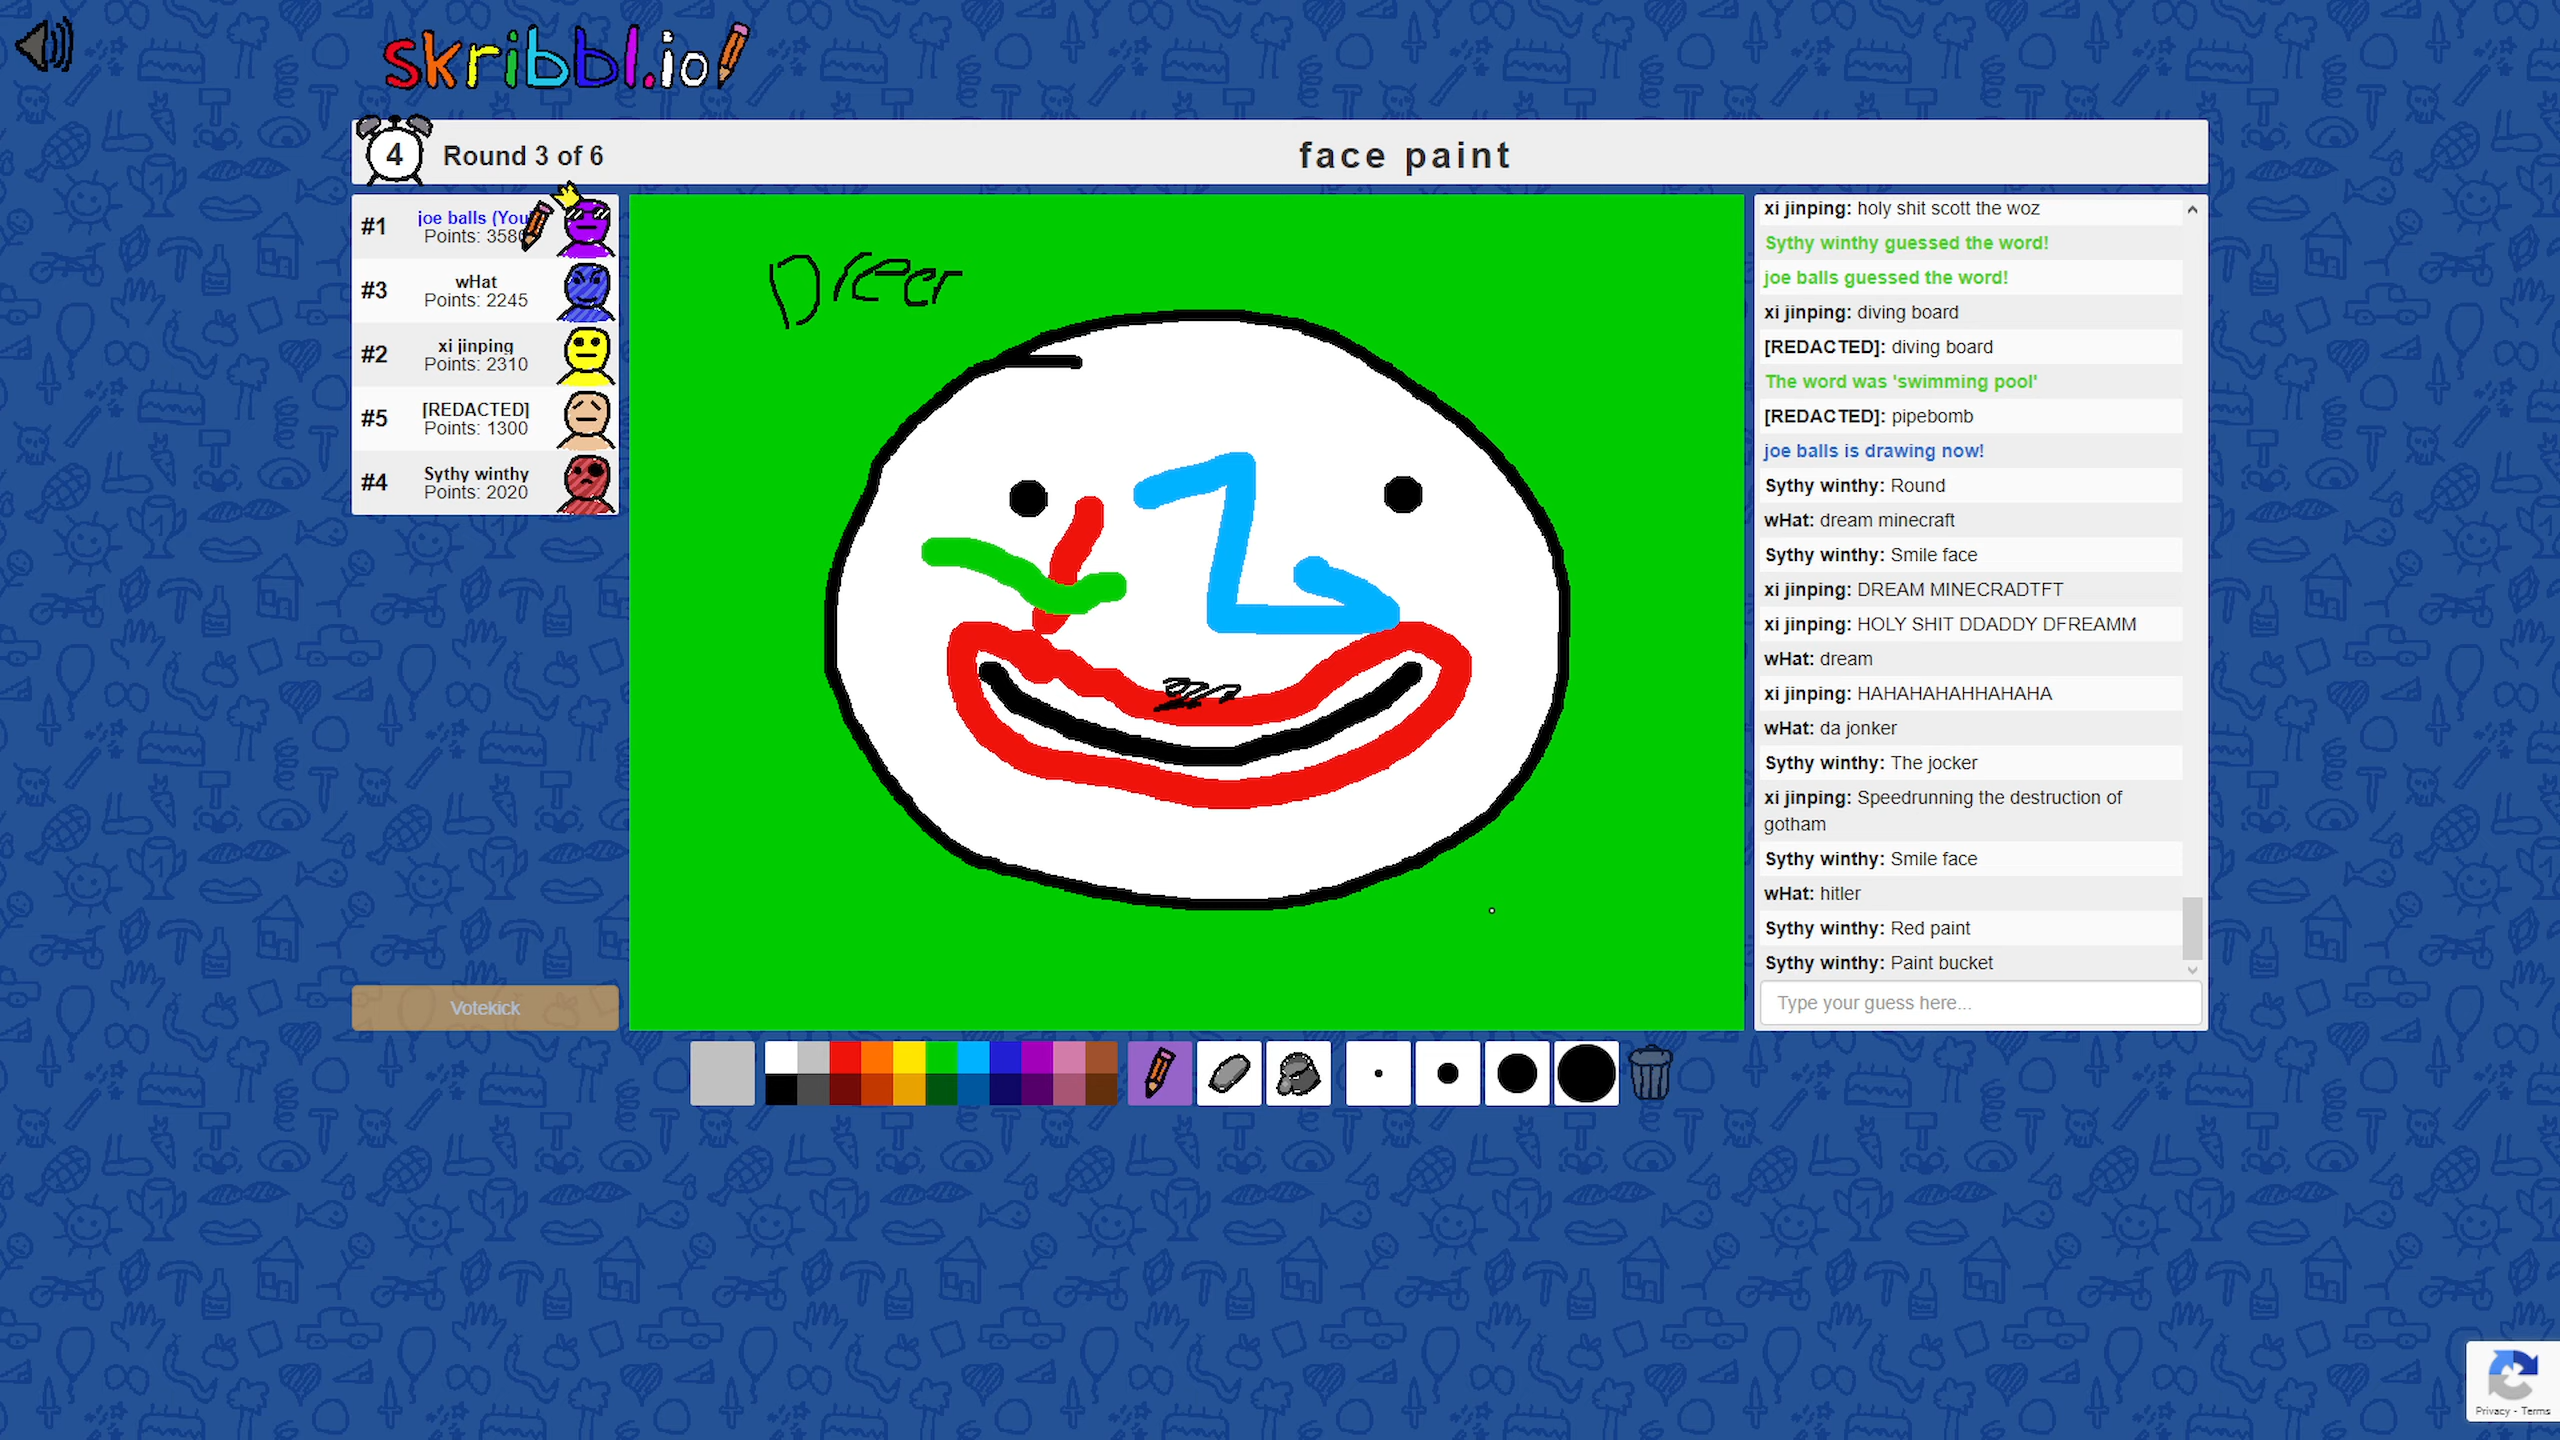 skribbl.io
4
Round 3 of 6
face paint
#1
joe balls (You
Points: 3580
#3
wHat
Points: 2245
#2
xi jinping
Points: 2310
#5
[REDACTED]
Points: 1300
#4
Sythy winthy
Points: 2020
Votekick
xi jinping: holy shit scott the woz
Sythy winthy guessed the word!
joe balls guessed the word!
xi jinping: diving board
[REDACTED]: diving board
The word was 'swimming pool'
[REDACTED]: pipebomb
joe balls is drawing now!
Sythy winthy: Round
wHat: dream minecraft
Sythy winthy: Smile face
xi jinping: DREAM MINECRADTFT
xi jinping: HOLY SHIT DDADDY DFREAMM
wHat: dream
xi jinping: HAHAHAHAHHAHAHA
wHat: da jonker
Sythy winthy: The jocker
xi jinping: Speedrunning the destruction of
gotham
Sythy winthy: Smile face
wHat: hitler
Sythy winthy: Red paint
Sythy winthy: Paint bucket
Type your guess here...
Privacy - Terms